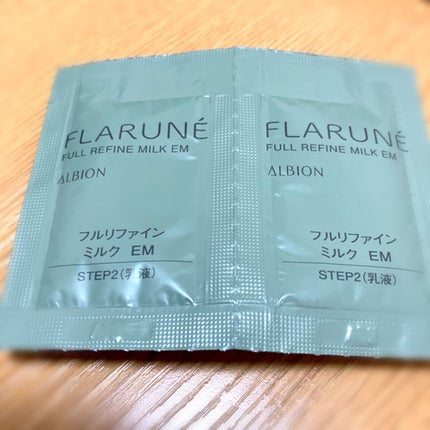 FLARUNÉ
FULL REFINE MILK EM
ALBION
フルリファイン
ミルク EM
STEP2(乳液)
FLARUNÉ
FULL REFINE MILK EM
ALBION
フルリファイン
ミルク EM
STEP2(乳液)